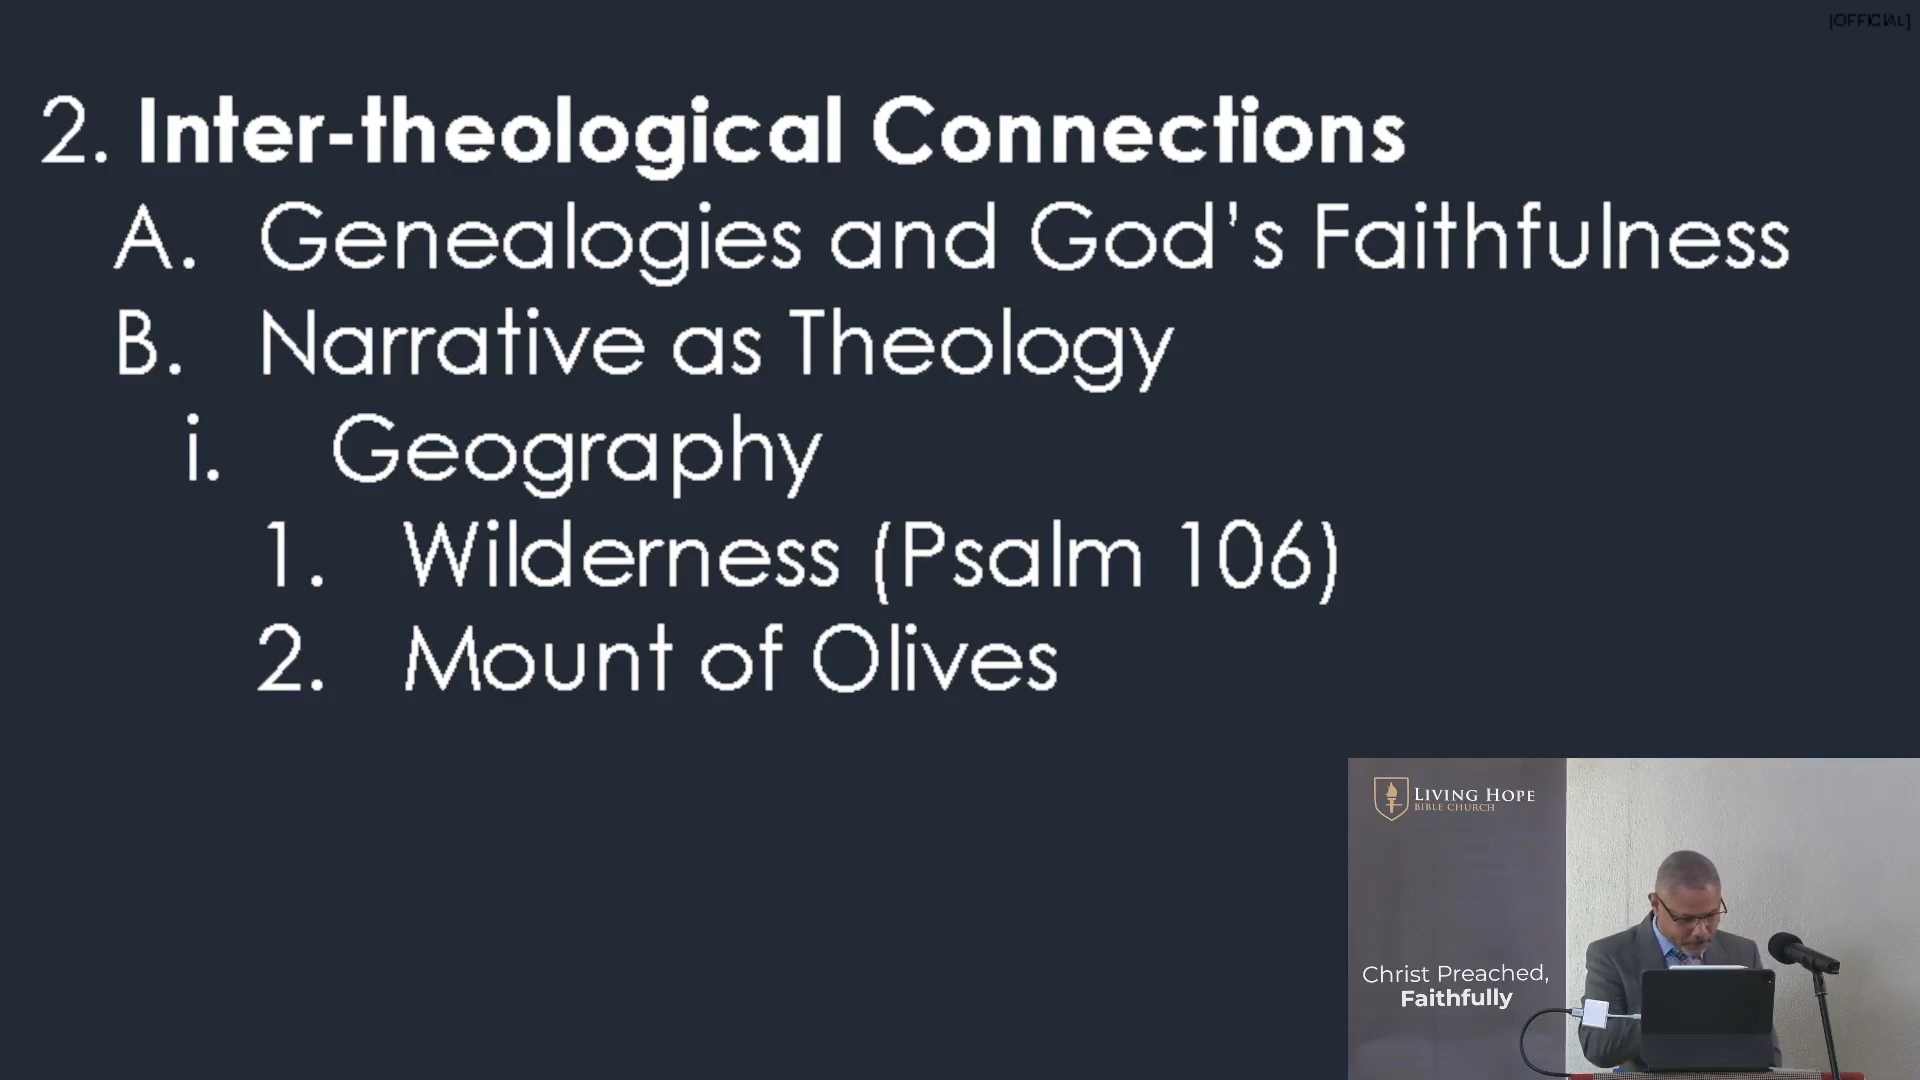 [OFFICIAL]
2. Inter-theological Connections
A. Genealogies and God's Faithfulness
B. Narrative as Theology
i. Geography
1. Wilderness (Psalm 106)
2. Mount of Olives
LIVING HOPE
BIBLE CHURCH
Christ Preached,
Faithfully